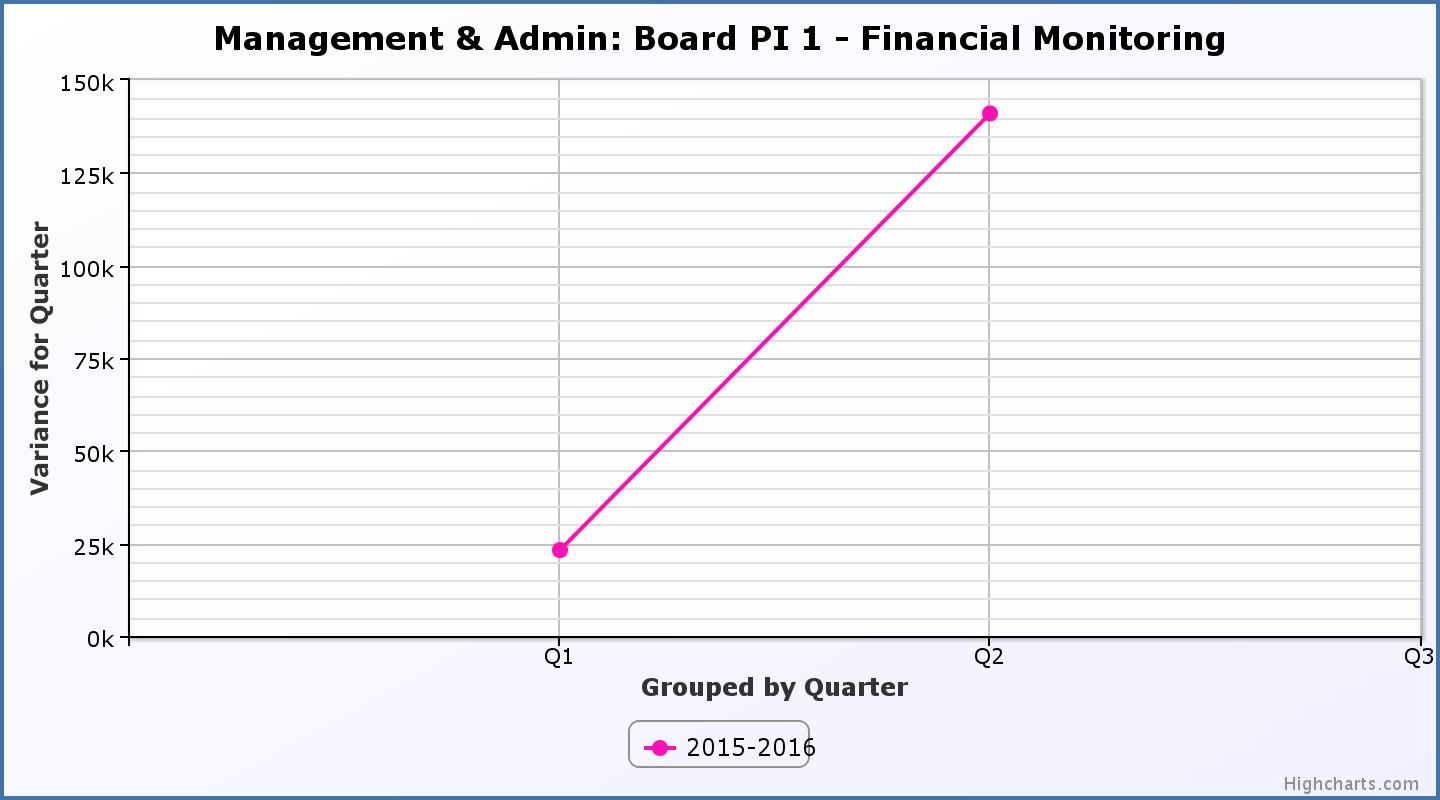 Management & Admin: Board PI 1 - Financial Monitoring
150k
125k
100k
75k
50k
25k
0k
Variance for Quarter
Q1 Q2 Q3
Grouped by Quarter
2015-2016
Highcharts.com